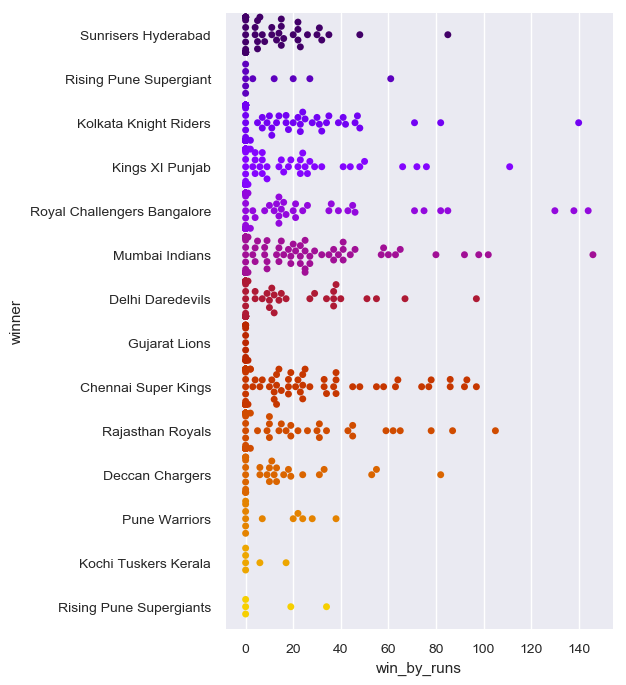 Sunrisers Hyderabad
Rising Pune Supergiant
Kolkata Knight Riders
Kings XI Punjab
Royal Challengers Bangalore
Mumbai Indians
Delhi Daredevils
Gujarat Lions
Chennai Super Kings
Rajasthan Royals
Deccan Chargers
Pune Warriors
Kochi Tuskers Kerala
Rising Pune Supergiants
winner
0 20 40 60 80 100 120 140
win_by_runs